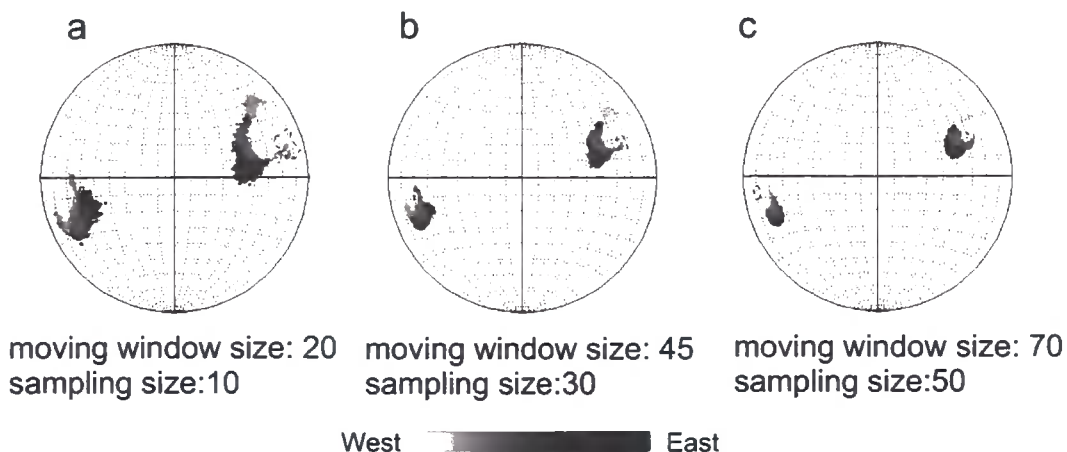 a
b
c
moving window size: 20
sampling size:10
moving window size: 45
sampling size:30
moving window size: 70
sampling size:50
West
East